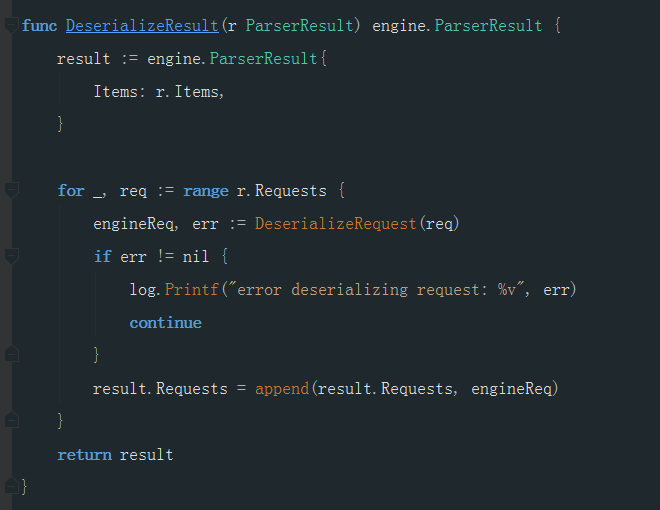 func DeserializeResult(r ParserResult) engine.ParserResult {
    result := engine.ParserResult{
        Items: r.Items,
    }

    for _, req := range r.Requests {
        engineReq, err := DeserializeRequest(req)
        if err != nil {
            log.Printf("error deserializing request: %v", err)
            continue
        }
        result.Requests = append(result.Requests, engineReq)
    }
    return result
}